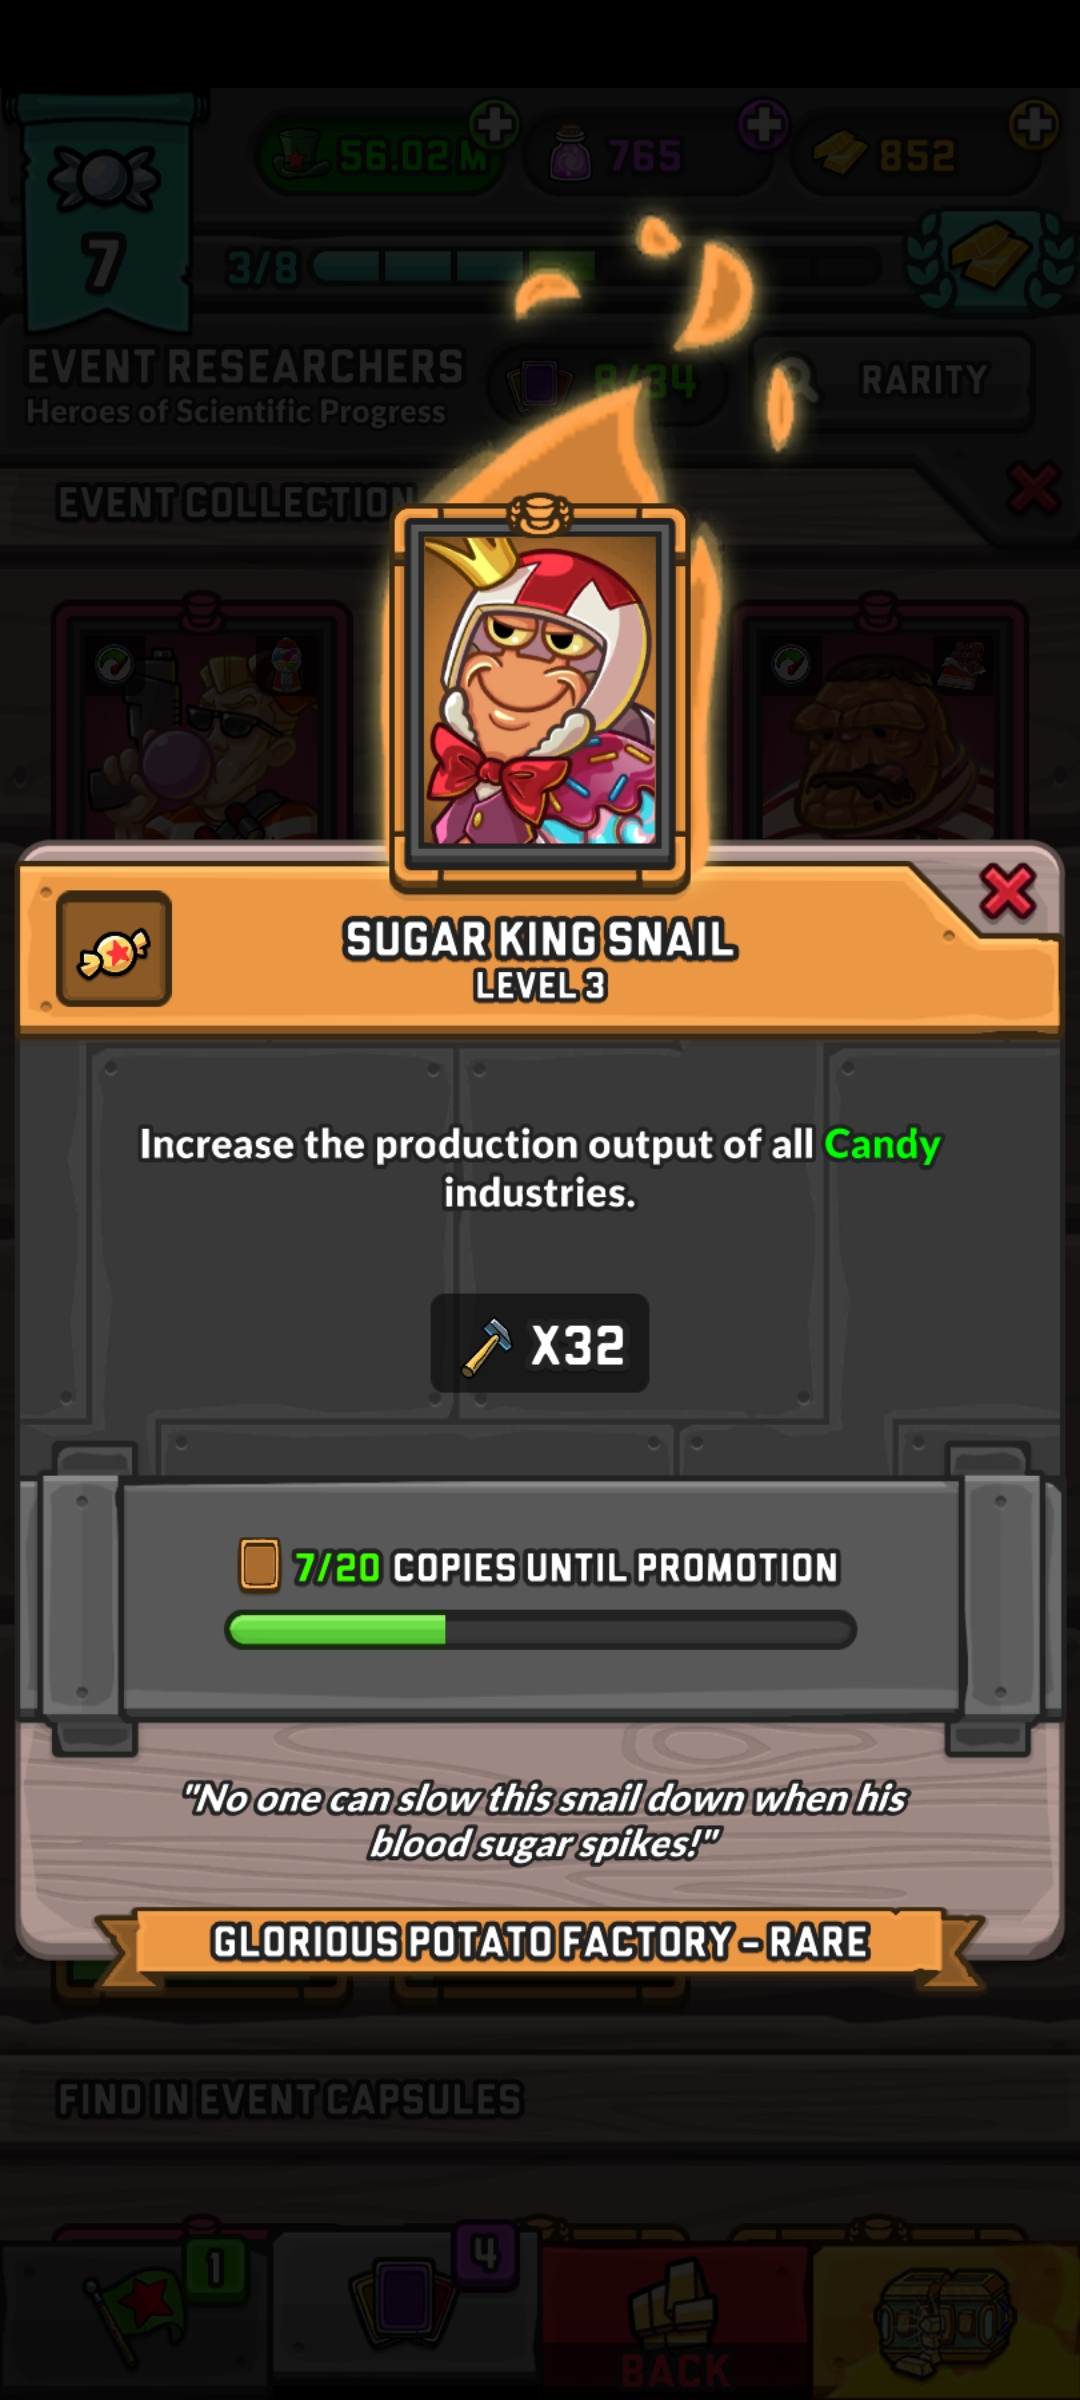 56.02 M
765
852
7
3/8
EVENT RESEARCHERS
Heroes of Scientific Progress
8/34
RARITY
EVENT COLLECTION
SUGAR KING SNAIL
LEVEL 3
Increase the production output of all Candy
industries.
X32
7/20 COPIES UNTIL PROMOTION
"No one can slow this snail down when his
blood sugar spikes!"
GLORIOUS POTATO FACTORY - RARE
FIND IN EVENT CAPSULES
1
4
BACK